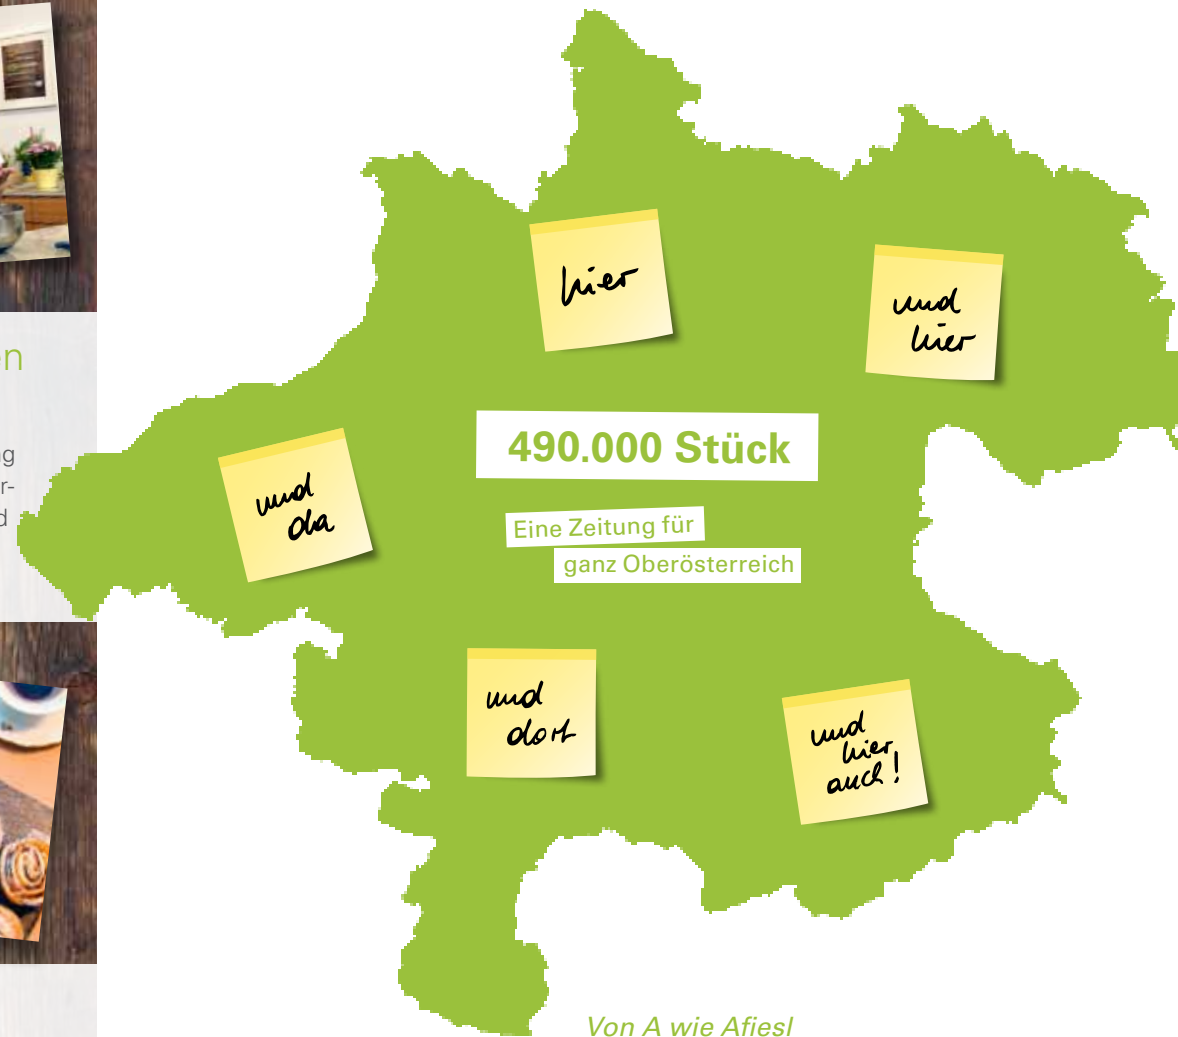 en
g
r-
d
hier
und
hier
und
da
490.000 Stück
Eine Zeitung für
ganz Oberösterreich
und
dort
und
hier
auch!
Von A wie Afiesl